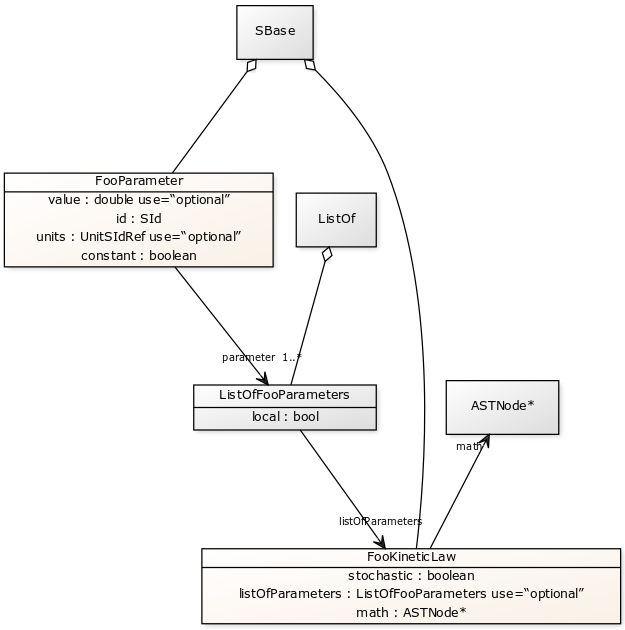 SBase
FooParameter
value : double use=“optional”
id : SId
units : UnitSIdRef use=“optional”
constant : boolean
ListOf
parameter 1..*
ListOfFooParameters
local : bool
ASTNode*
math
listOfParameters
FooKineticLaw
stochastic : boolean
listOfParameters : ListOfFooParameters use=“optional”
math : ASTNode*